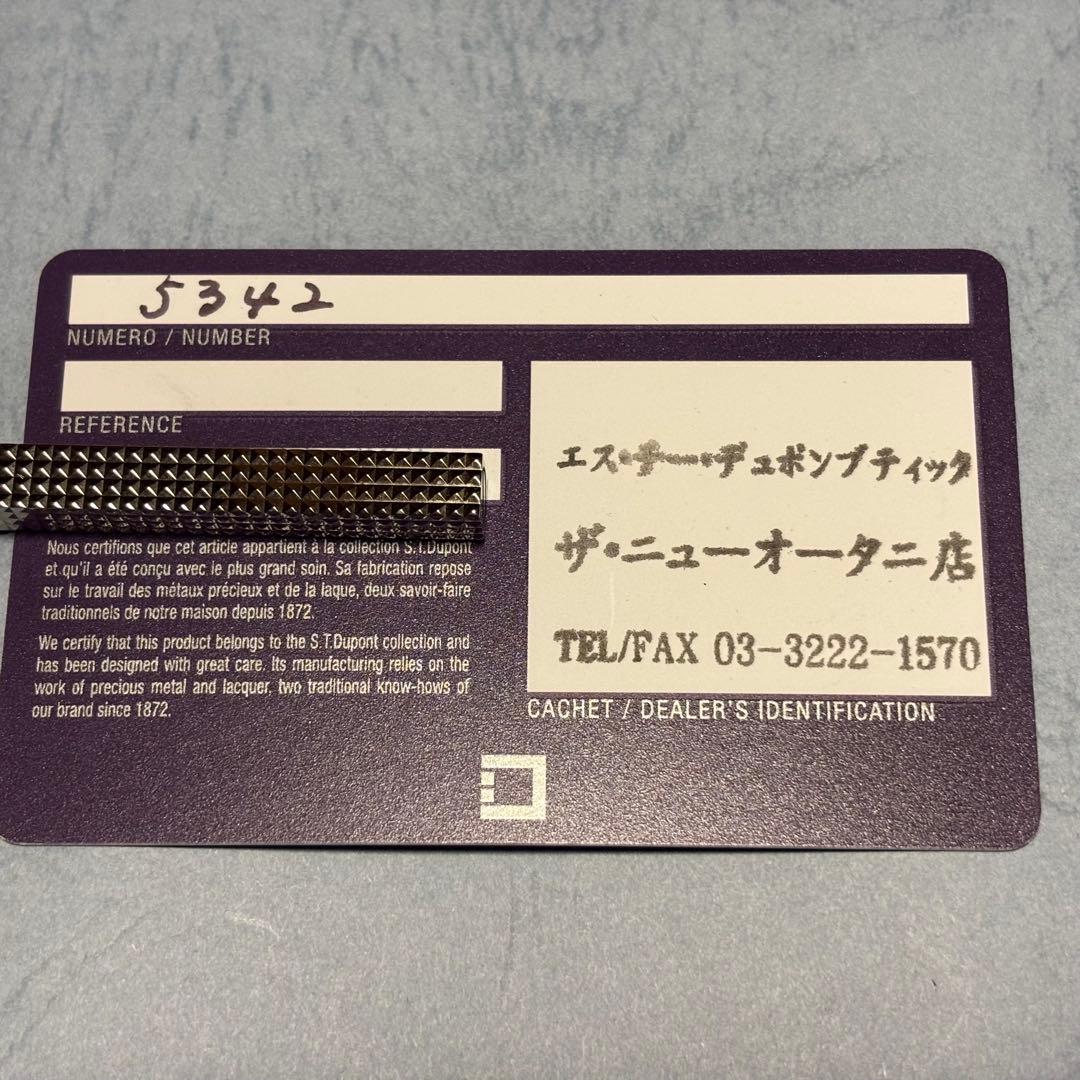 5342
NUMERO / NUMBER
REFERENCE
エス・テー・デュポンブティック
ザ・ニューオータニ店
TEL/FAX 03-3222-1570
CACHET / DEALER'S IDENTIFICATION
Nous certifions que cet article appartient à la collection S.T.Dupont
et qu'il a été conçu avec le plus grand soin. Sa fabrication repose
sur le travail des métaux précieux et de la laque, deux savoir-faire
traditionnels de notre maison depuis 1872.
We certify that this product belongs to the S.T.Dupont collection and
has been designed with great care. Its manufacturing relies on the
work of precious metal and lacquer, two traditional know-hows of
our brand since 1872.